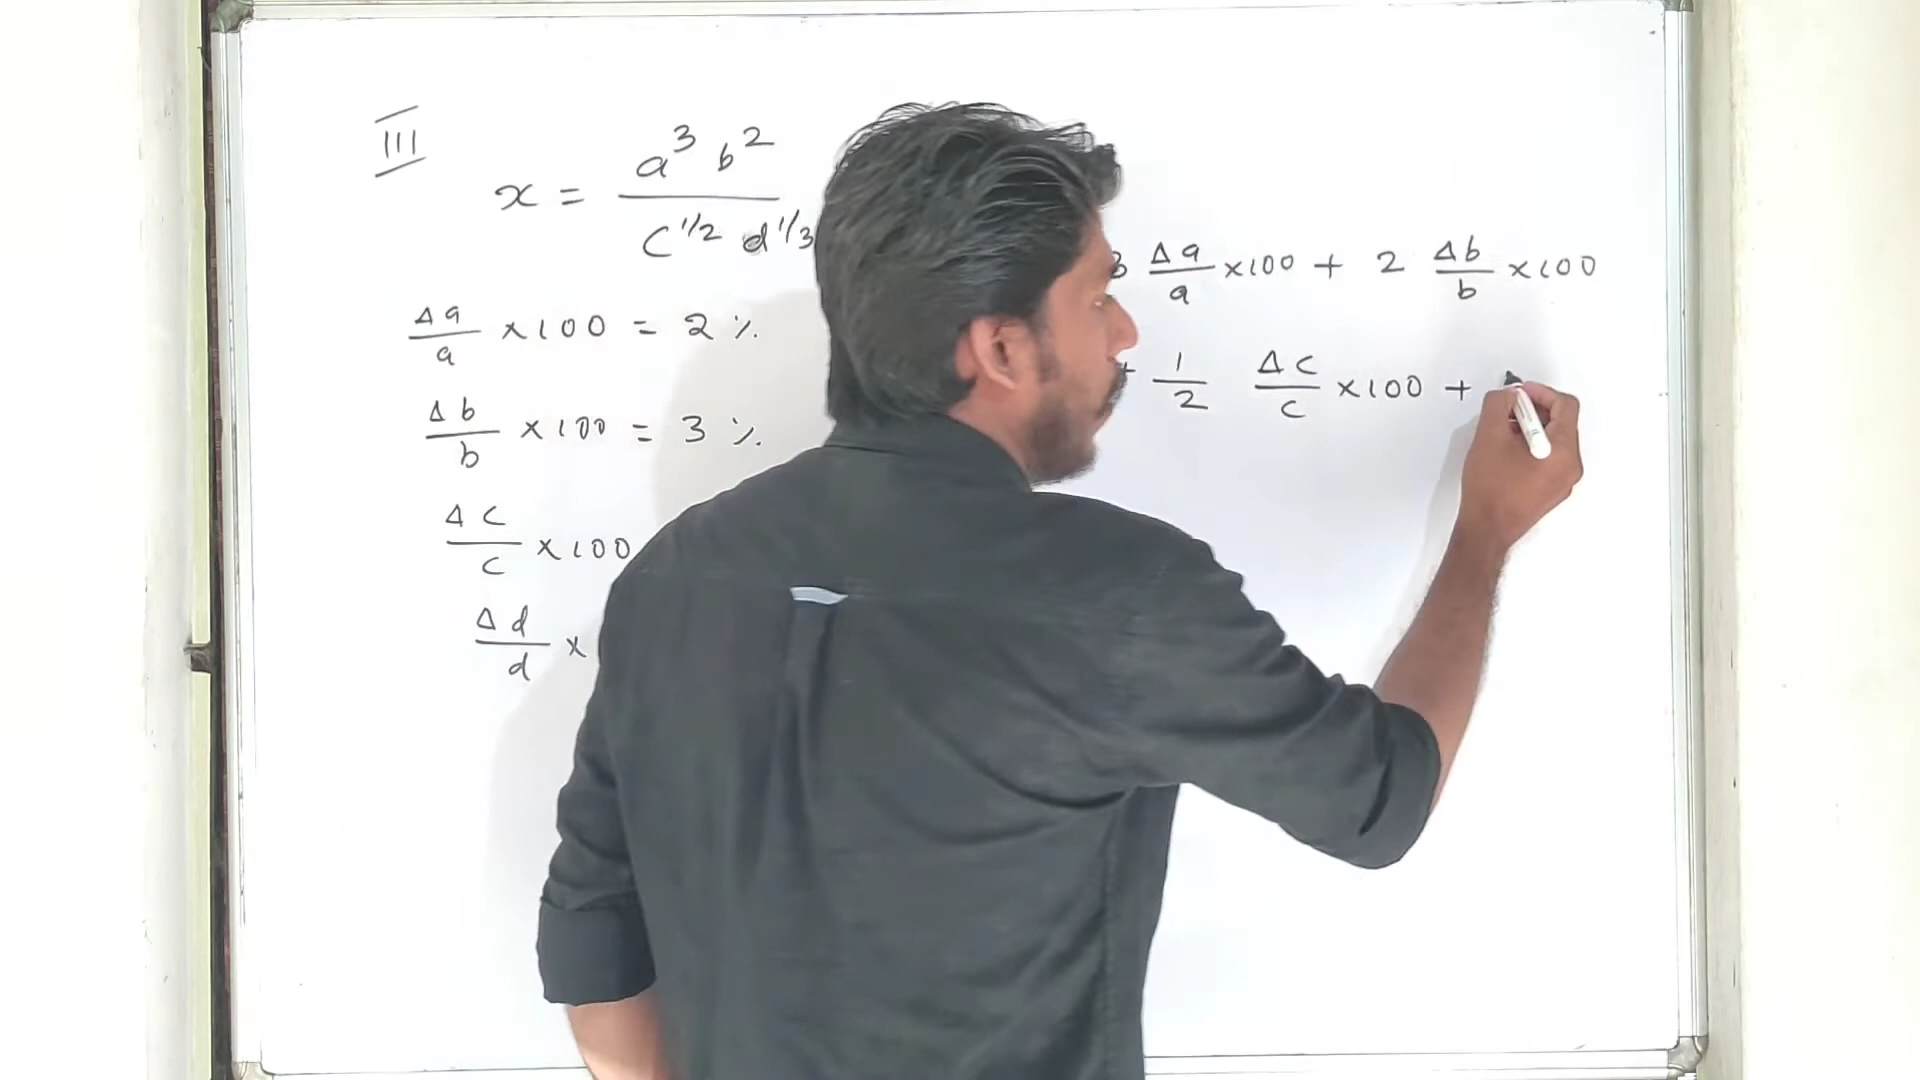 III
x = a³ b² / c^1/2 d^1/3
Δa/a × 100 = 2 %
Δb/b × 100 = 3 %
Δc/c × 100
Δd/d ×
3 Δa/a × 100 + 2 Δb/b × 100
+ 1/2 Δc/c × 100 +